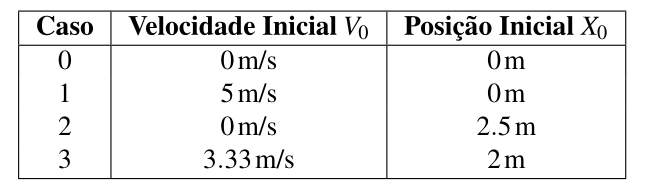 Caso Velocidade Inicial V₀ Posição Inicial X₀
0 0 m/s 0 m
1 5 m/s 0 m
2 0 m/s 2.5 m
3 3.33 m/s 2 m